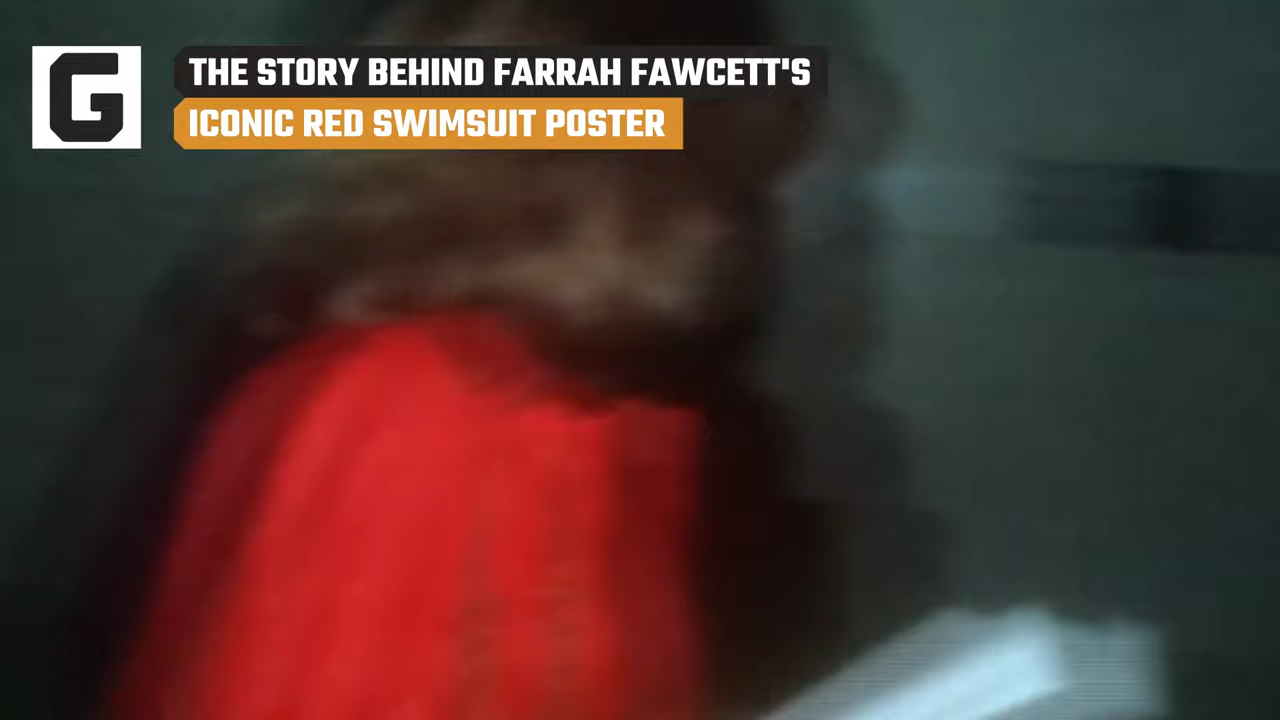 G
THE STORY BEHIND FARRAH FAWCETT'S
ICONIC RED SWIMSUIT POSTER